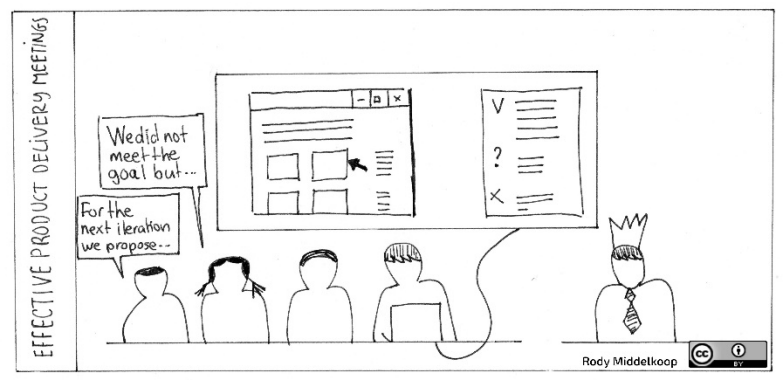 EFFECTIVE PRODUCT DELIVERY MEETINGS
We did not
meet the
goal but...
For the
next iteration
we propose...
V
?
X
Rody Middelkoop
cc
BY